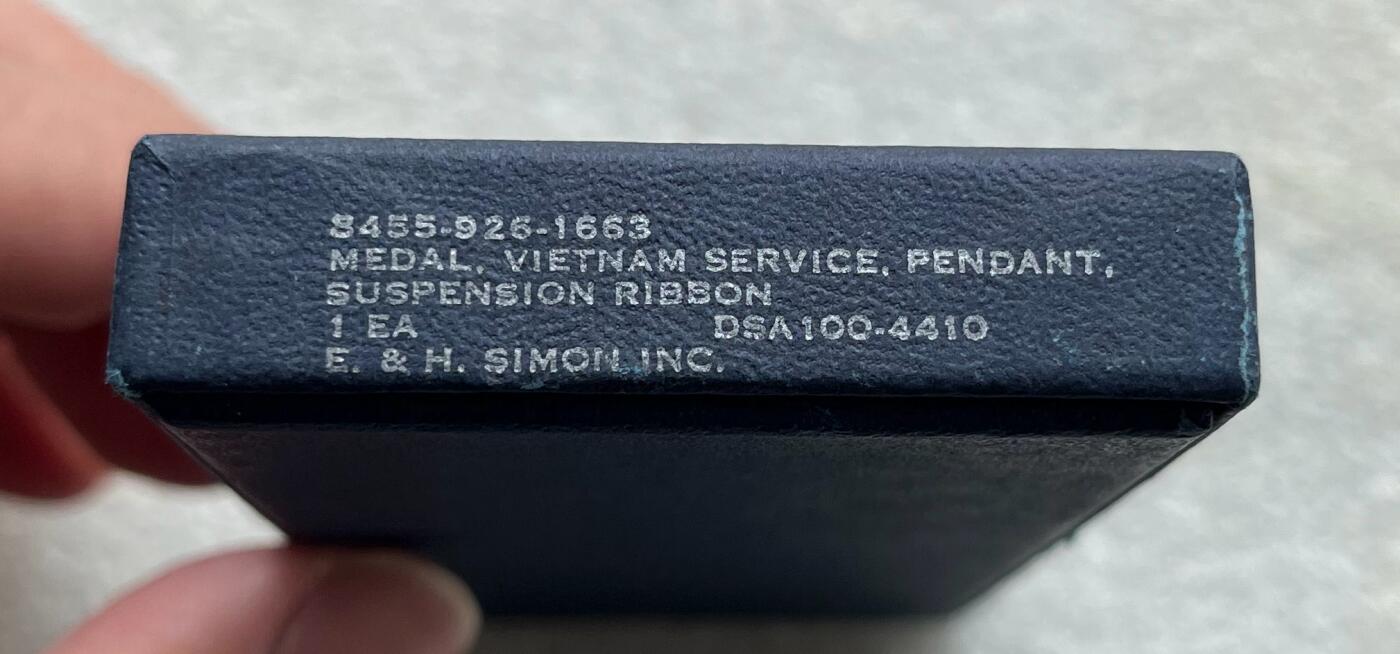 8455-926-1663
MEDAL, VIETNAM SERVICE, PENDANT,
SUSPENSION RIBBON
1 EA DSA100-4410
E. & H. SIMON INC.